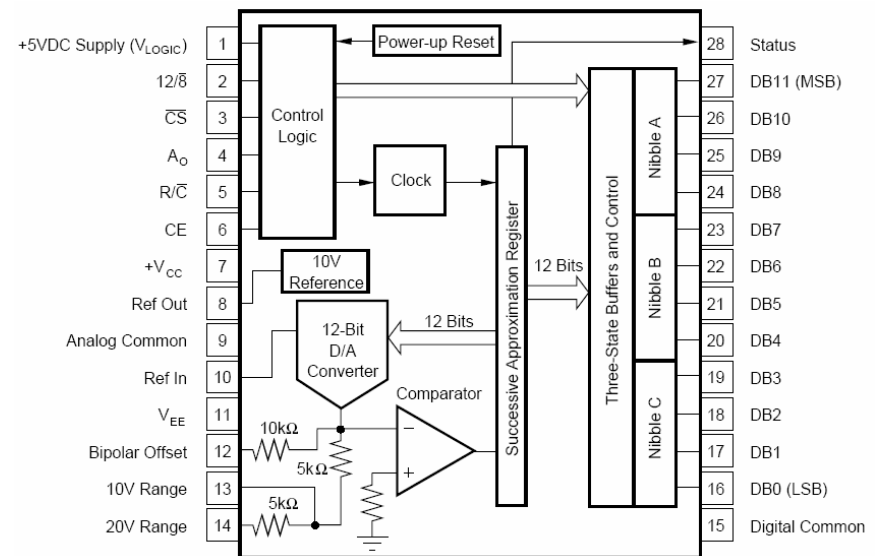 +5VDC Supply (VLOGIC) 1
12/8̅ 2
C̅S̅ 3
AO 4
R/C̅ 5
CE 6
+VCC 7
Ref Out 8
Analog Common 9
Ref In 10
VEE 11
Bipolar Offset 12
10V Range 13
20V Range 14
Power-up Reset
Control
Logic
Clock
10V
Reference
12-Bit
D/A
Converter
12 Bits
Comparator
10kΩ
5kΩ
5kΩ
−
+
Successive Approximation Register
12 Bits
Three-State Buffers and Control
Nibble A
Nibble B
Nibble C
28 Status
27 DB11 (MSB)
26 DB10
25 DB9
24 DB8
23 DB7
22 DB6
21 DB5
20 DB4
19 DB3
18 DB2
17 DB1
16 DB0 (LSB)
15 Digital Common